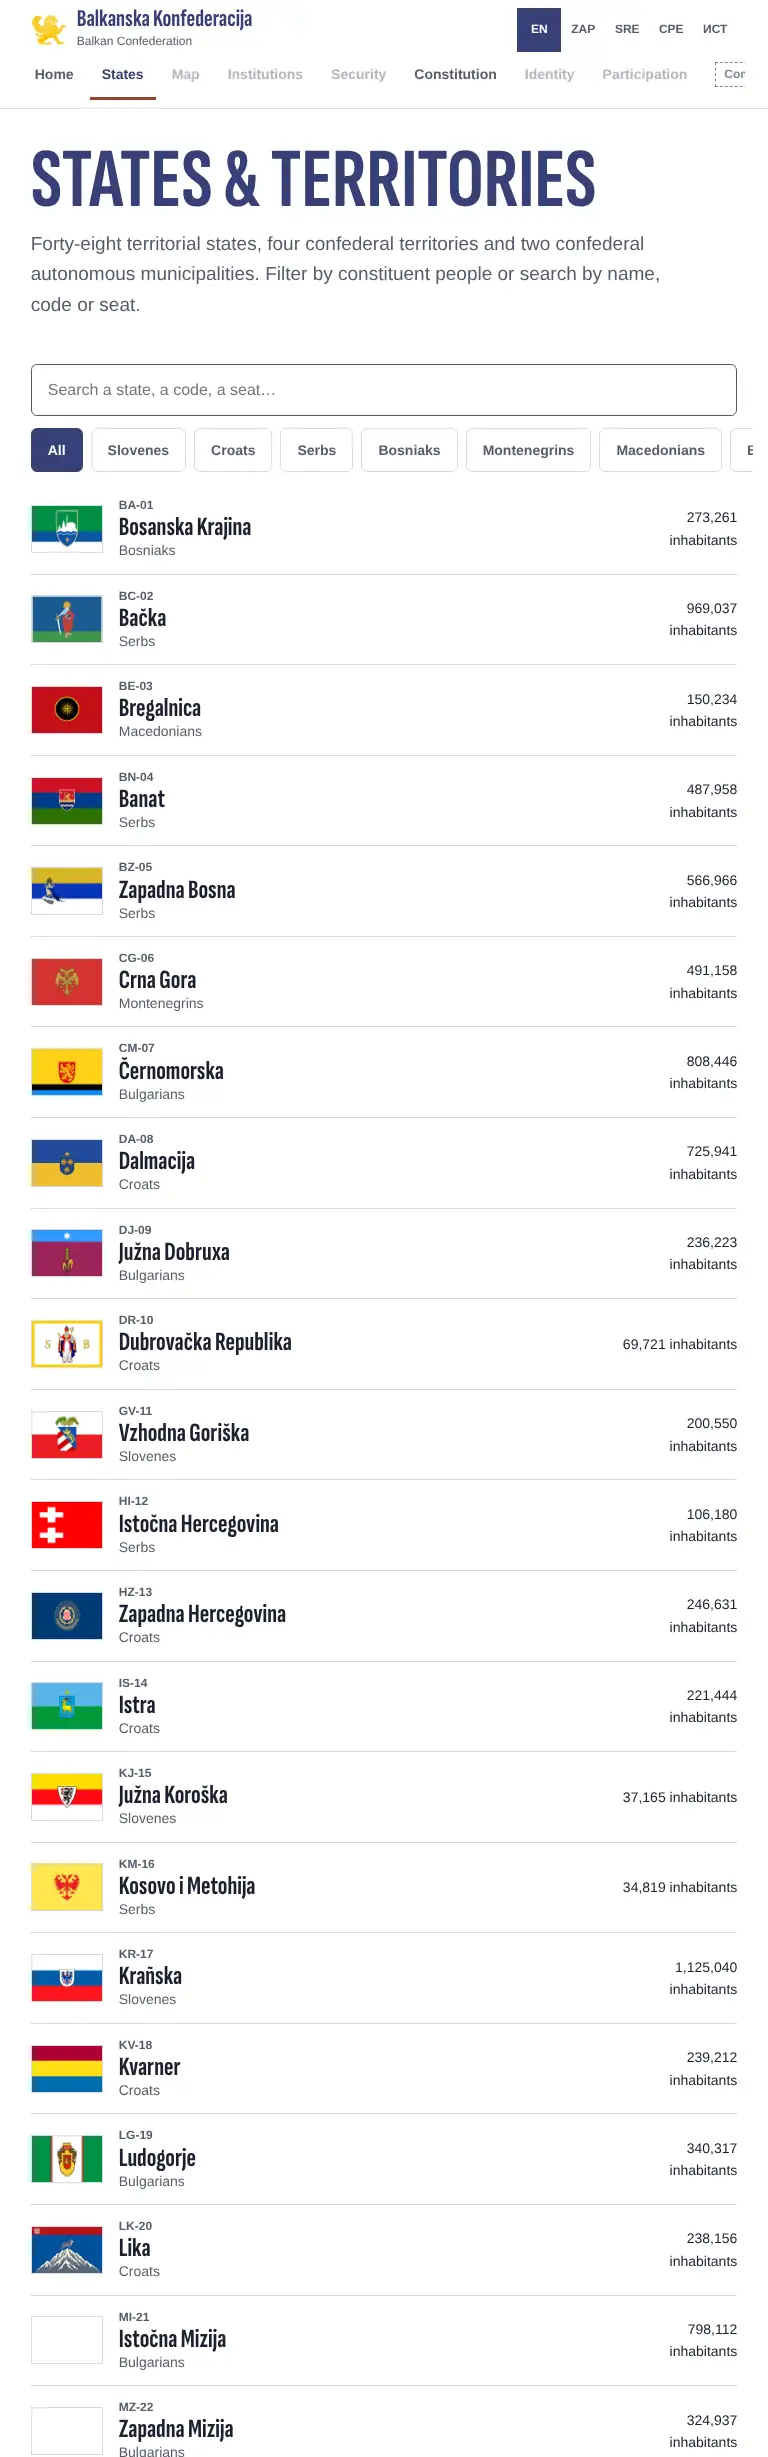 Balkanska Konfederacija
Balkan Confederation
EN ZAP SRE СРЕ ИСТ
Home States Map Institutions Security Constitution Identity Participation
STATES & TERRITORIES
Forty-eight territorial states, four confederal territories and two confederal
autonomous municipalities. Filter by constituent people or search by name,
code or seat.
Search a state, a code, a seat…
All Slovenes Croats Serbs Bosniaks Montenegrins Macedonians
BA-01
Bosanska Krajina
Bosniaks
273,261
inhabitants
BC-02
Bačka
Serbs
969,037
inhabitants
BE-03
Bregalnica
Macedonians
150,234
inhabitants
BN-04
Banat
Serbs
487,958
inhabitants
BZ-05
Zapadna Bosna
Serbs
566,966
inhabitants
CG-06
Crna Gora
Montenegrins
491,158
inhabitants
CM-07
Černomorska
Bulgarians
808,446
inhabitants
DA-08
Dalmacija
Croats
725,941
inhabitants
DJ-09
Južna Dobruxa
Bulgarians
236,223
inhabitants
DR-10
Dubrovačka Republika
Croats
69,721 inhabitants
S B
GV-11
Vzhodna Goriška
Slovenes
200,550
inhabitants
HI-12
Istočna Hercegovina
Serbs
106,180
inhabitants
HZ-13
Zapadna Hercegovina
Croats
246,631
inhabitants
IS-14
Istra
Croats
221,444
inhabitants
KJ-15
Južna Koroška
Slovenes
37,165 inhabitants
KM-16
Kosovo i Metohija
Serbs
34,819 inhabitants
KR-17
Krañska
Slovenes
1,125,040
inhabitants
KV-18
Kvarner
Croats
239,212
inhabitants
LG-19
Ludogorje
Bulgarians
340,317
inhabitants
LK-20
Lika
Croats
238,156
inhabitants
MI-21
Istočna Mizija
Bulgarians
798,112
inhabitants
MZ-22
Zapadna Mizija
Bulgarians
324,937
inhabitants